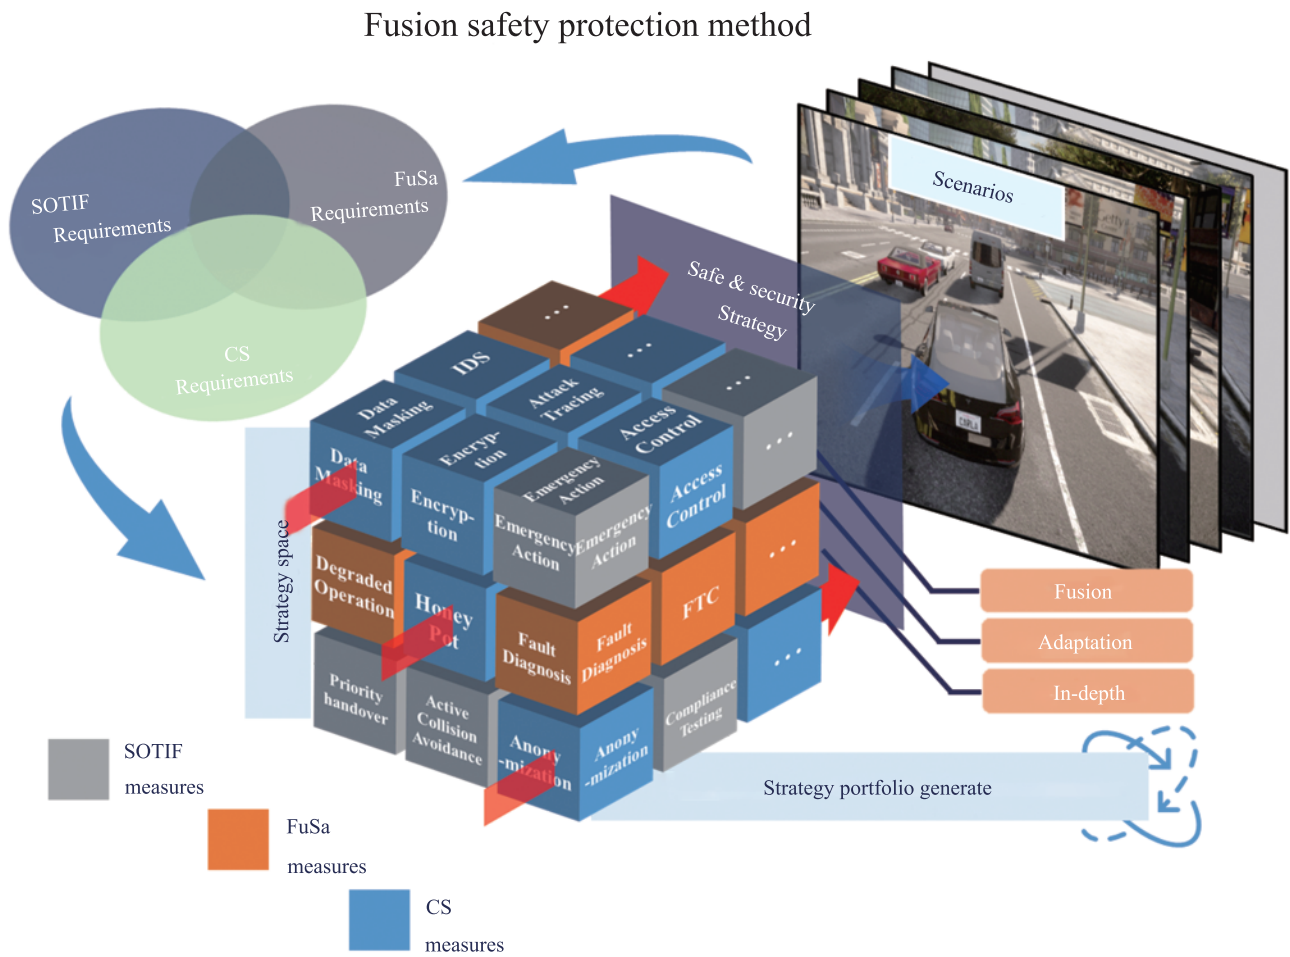 Fusion safety protection method
SOTIF
Requirements
FuSa
Requirements
CS
Requirements
Scenarios
Safe & security
Strategy
...
IDS
...
Data
Masking
Attack
Tracing
...
Encryp-
tion
Access
Control
Emergency
Action
Data
Masking
Encryp-
tion
Emergency
Action
Emergency
Action
Access
Control
...
Degraded
Operation
Honey
Pot
Fault
Diagnosis
Fault
Diagnosis
FTC
...
Priority
handover
Active
Collision
Avoidance
Anony
-mization
Anony
-mization
Compliance
Testing
...
Strategy space
CARLA
Fusion
Adaptation
In-depth
Strategy portfolio generate
SOTIF
measures
FuSa
measures
CS
measures